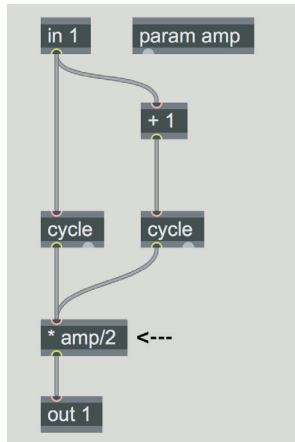 in 1
param amp
+ 1
cycle
cycle
* amp/2
<---
out 1